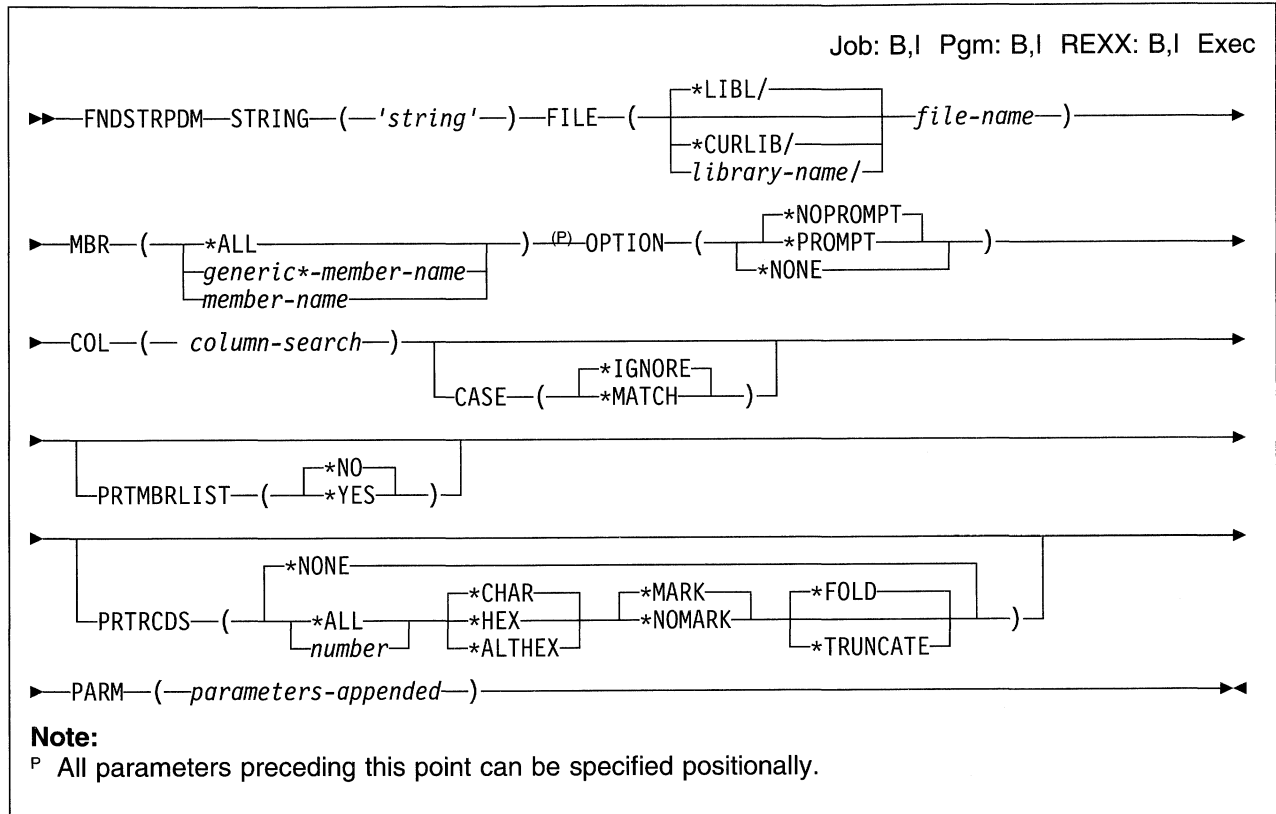 Job: B,I Pgm: B,I REXX: B,I Exec
*LIBL/
FNDSTRPDM STRING ( 'string' ) FILE ( file-name )
*CURLIB/
library-name/
*NOPROMPT
MBR ( *ALL ) (P) OPTION ( *PROMPT )
generic*-member-name *NONE
member-name
COL ( column-search )
*IGNORE
CASE ( *MATCH )
*NO
PRTMBRLIST ( *YES )
*NONE
*CHAR *MARK *FOLD
PRTRCDS ( *ALL *HEX *NOMARK )
number *ALTHEX *TRUNCATE
PARM ( parameters-appended )
Note:
P All parameters preceding this point can be specified positionally.